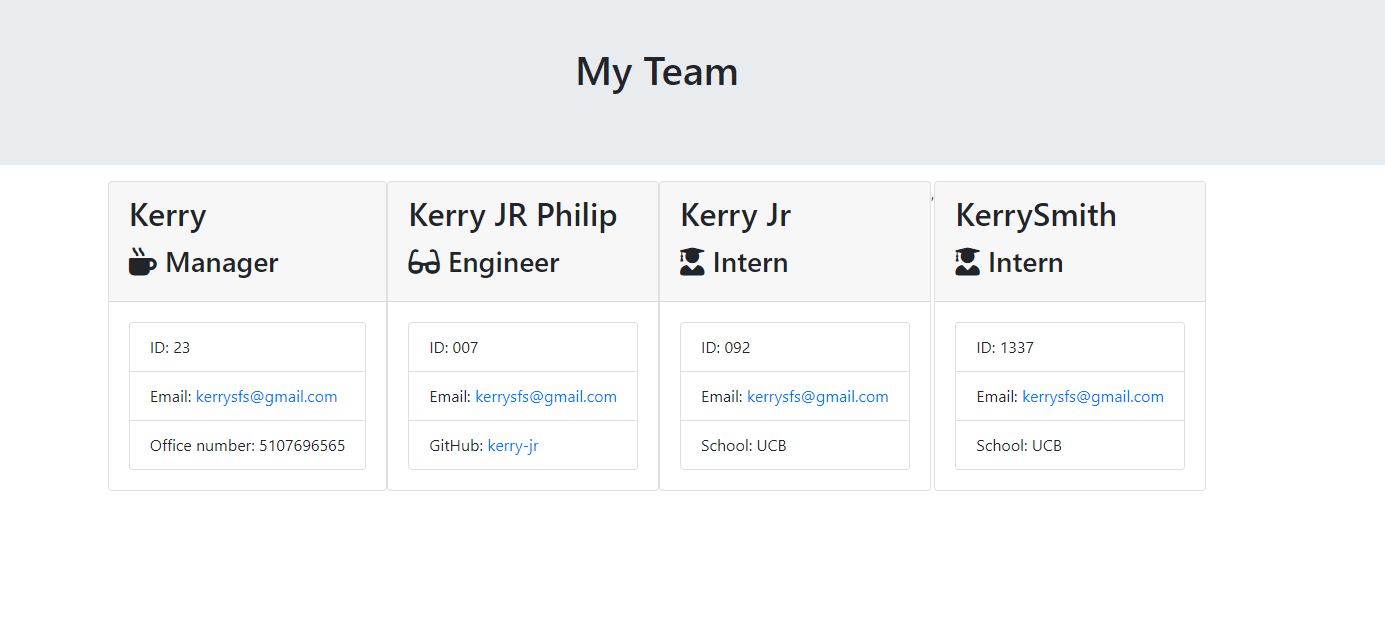 My Team
Kerry
Manager
ID: 23
Email: kerrysfs@gmail.com
Office number: 5107696565
Kerry JR Philip
Engineer
ID: 007
Email: kerrysfs@gmail.com
GitHub: kerry-jr
Kerry Jr
Intern
ID: 092
Email: kerrysfs@gmail.com
School: UCB
,
KerrySmith
Intern
ID: 1337
Email: kerrysfs@gmail.com
School: UCB